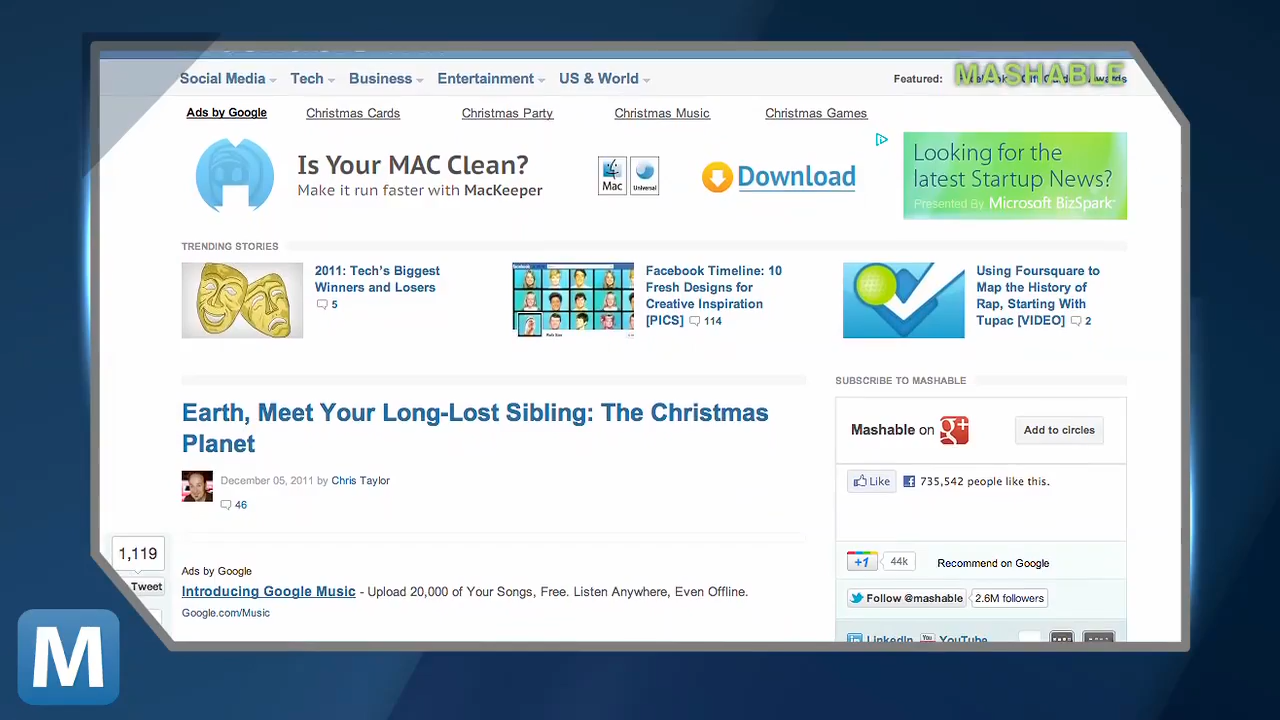 Social Media Tech Business Entertainment US & World Featured:
MASHABLE
Ads by Google Christmas Cards Christmas Party Christmas Music Christmas Games
Is Your MAC Clean?
Make it run faster with MacKeeper
Mac
Universal
Download
Looking for the
latest Startup News?
Presented By Microsoft BizSpark
TRENDING STORIES
2011: Tech's Biggest
Winners and Losers
5
Facebook Timeline: 10
Fresh Designs for
Creative Inspiration
[PICS] 114
Using Foursquare to
Map the History of
Rap, Starting With
Tupac [VIDEO] 2
Earth, Meet Your Long-Lost Sibling: The Christmas
Planet
December 05, 2011 by Chris Taylor
46
1,119
Tweet
Ads by Google
Introducing Google Music - Upload 20,000 of Your Songs, Free. Listen Anywhere, Even Offline.
Google.com/Music
SUBSCRIBE TO MASHABLE
Mashable on g+ Add to circles
Like 735,542 people like this.
+1 44k Recommend on Google
Follow @mashable 2.6M followers
LinkedIn YouTube
M